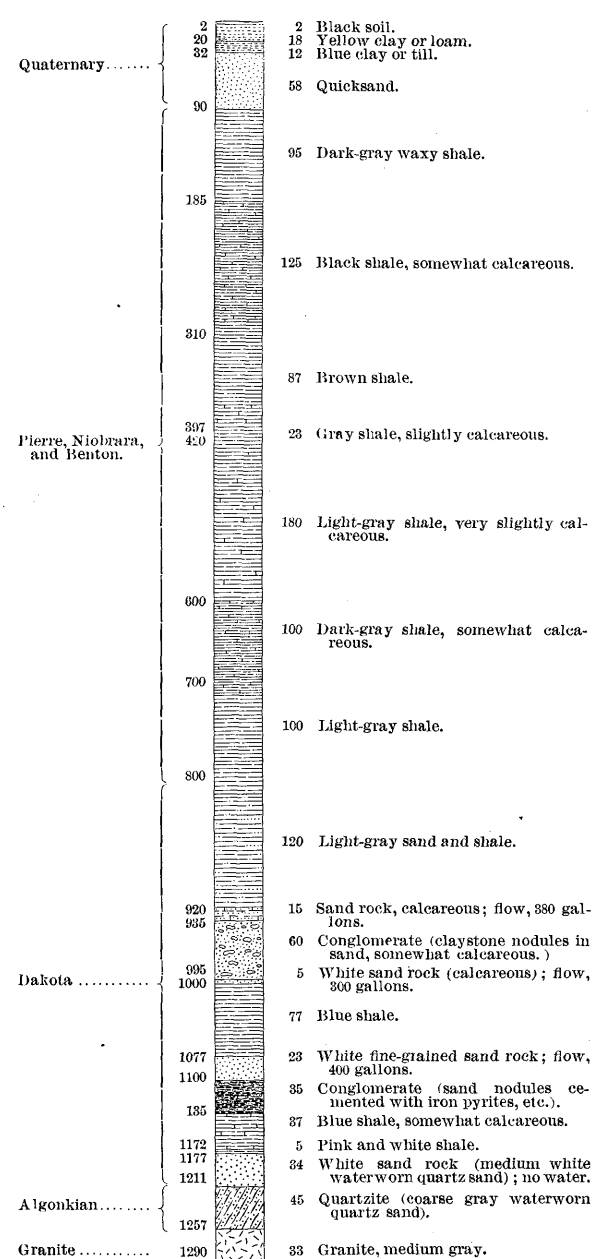 2 2 Black soil.
20 18 Yellow clay or loam.
32 12 Blue clay or till.
Quaternary.......
58 Quicksand.
90
95 Dark-gray waxy shale.
185
125 Black shale, somewhat calcareous.
310
87 Brown shale.
397
Pierre, Niobrara, 420 23 Gray shale, slightly calcareous.
and Benton.
180 Light-gray shale, very slightly cal-
careous.
600
100 Dark-gray shale, somewhat calca-
reous.
700
100 Light-gray shale.
800
120 Light-gray sand and shale.
920 15 Sand rock, calcareous; flow, 380 gal-
935 lons.
60 Conglomerate (claystone nodules in
sand, somewhat calcareous.)
995 5 White sand rock (calcareous); flow,
Dakota ........... 1000 300 gallons.
77 Blue shale.
1077 23 White fine-grained sand rock; flow,
400 gallons.
1100
35 Conglomerate (sand nodules ce-
mented with iron pyrites, etc.).
135
37 Blue shale, somewhat calcareous.
1172 5 Pink and white shale.
1177
34 White sand rock (medium white
1211 waterworn quartz sand); no water.
Algonkian........ 45 Quartzite (coarse gray waterworn
quartz sand).
1257
Granite .......... 1290 33 Granite, medium gray.